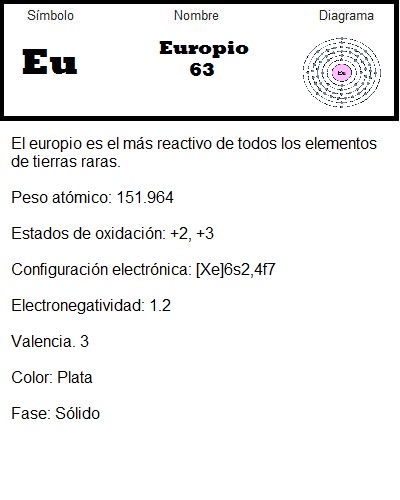 Símbolo Nombre Diagrama
Eu Europio
63
Eu
El europio es el más reactivo de todos los elementos
de tierras raras.
Peso atómico: 151.964
Estados de oxidación: +2, +3
Configuración electrónica: [Xe]6s2,4f7
Electronegatividad: 1.2
Valencia. 3
Color: Plata
Fase: Sólido